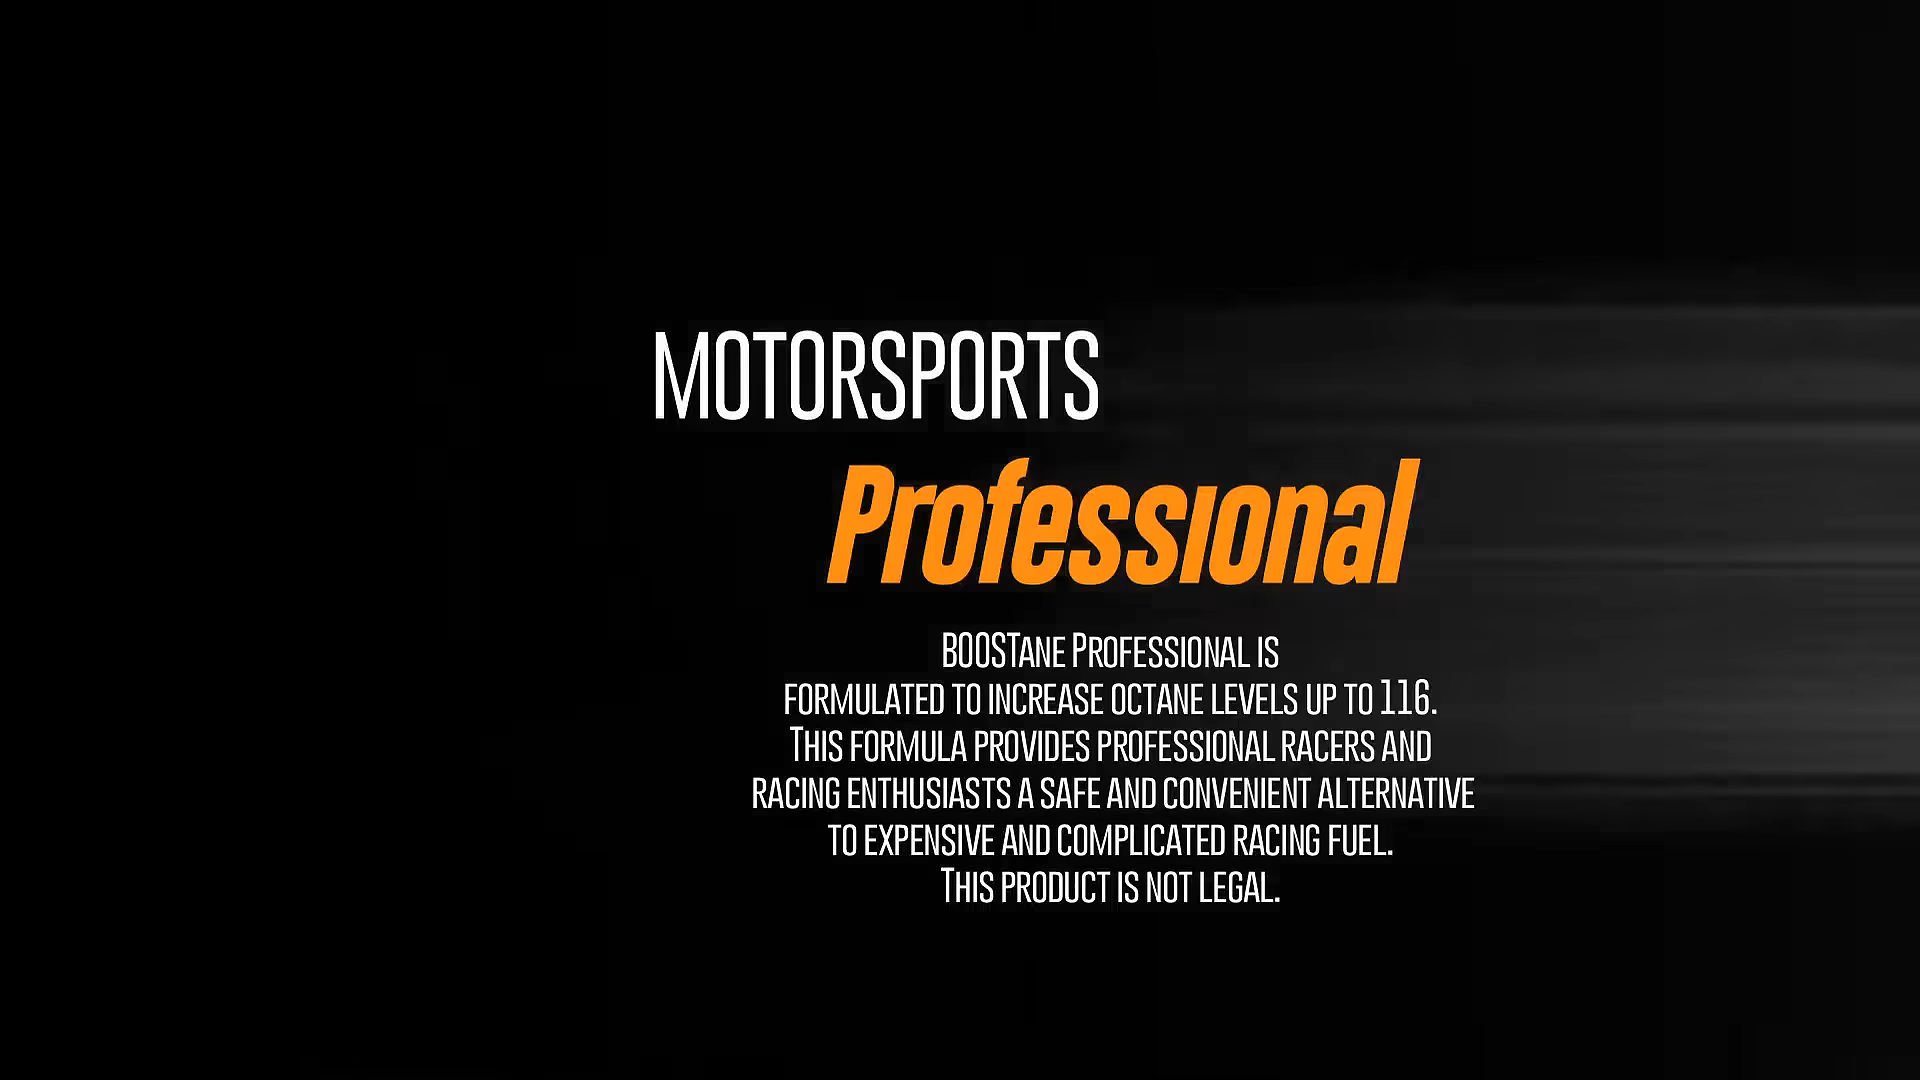 MOTORSPORTS
Professional
BOOSTANE PROFESSIONAL IS
FORMULATED TO INCREASE OCTANE LEVELS UP TO 116.
THIS FORMULA PROVIDES PROFESSIONAL RACERS AND
RACING ENTHUSIASTS A SAFE AND CONVENIENT ALTERNATIVE
TO EXPENSIVE AND COMPLICATED RACING FUEL.
THIS PRODUCT IS NOT LEGAL.